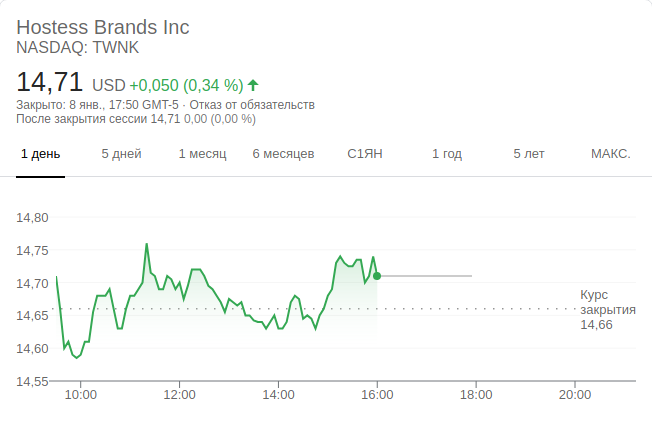 Hostess Brands Inc
NASDAQ: TWNK
14,71 USD +0,050 (0,34 %)
Закрыто: 8 янв., 17:50 GMT-5 · Отказ от обязательств
После закрытия сессии 14,71 0,00 (0,00 %)
1 день 5 дней 1 месяц 6 месяцев С1ЯН 1 год 5 лет МАКС.
14,80
14,75
14,70
14,65
14,60
14,55
Курс
закрытия
14,66
10:00 12:00 14:00 16:00 18:00 20:00